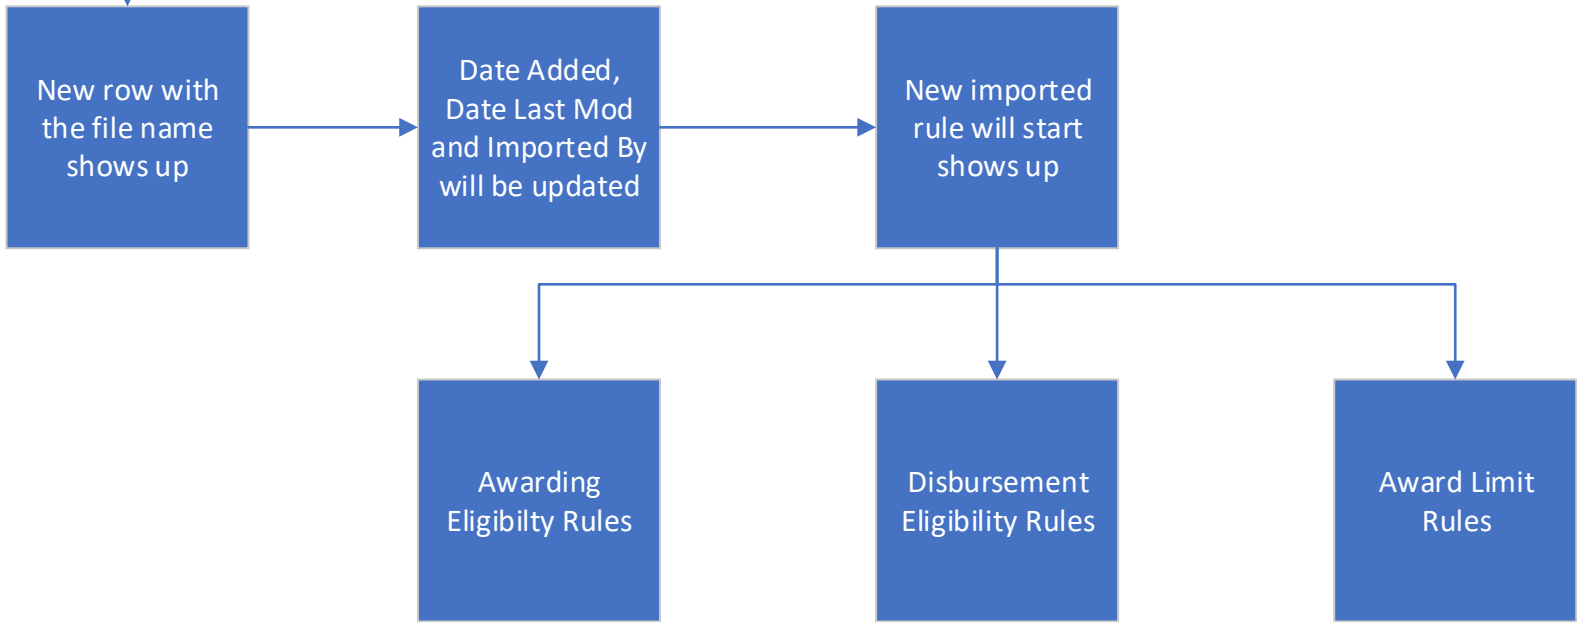 New row with
the file name
shows up
Date Added,
Date Last Mod
and Imported By
will be updated
New imported
rule will start
shows up
Awarding
Eligibilty Rules
Disbursement
Eligibility Rules
Award Limit
Rules